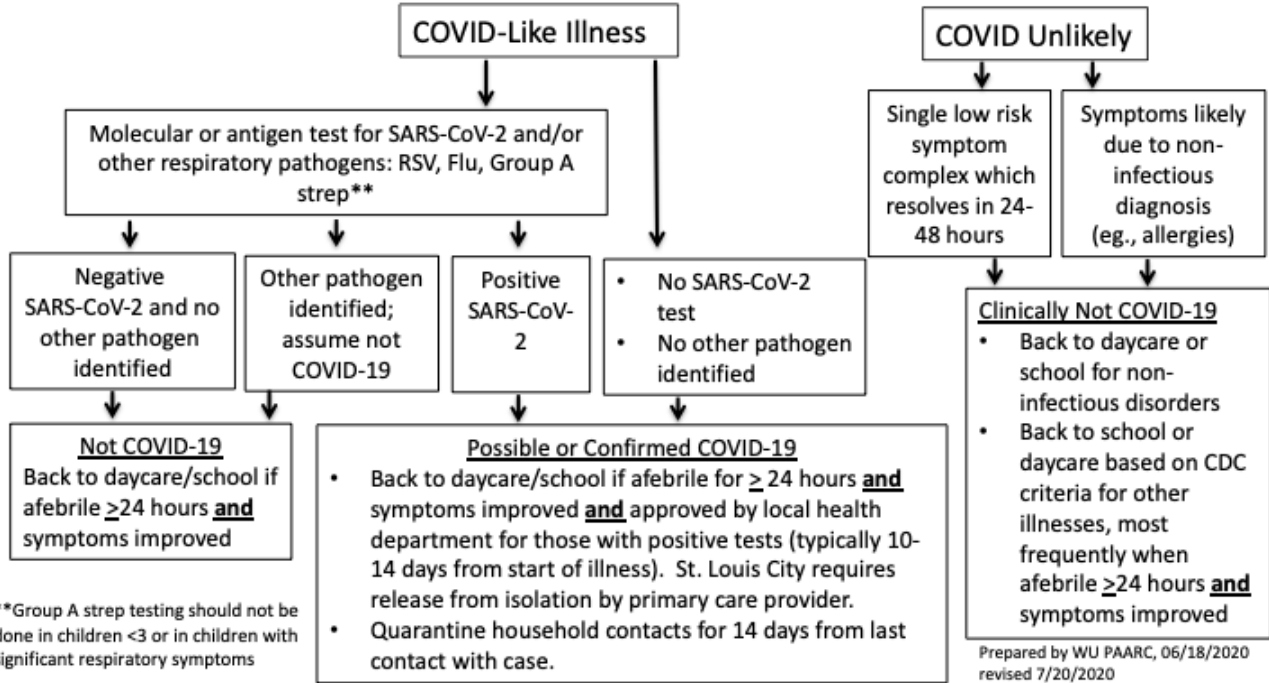 COVID-Like Illness
COVID Unlikely
Molecular or antigen test for SARS-CoV-2 and/or
other respiratory pathogens: RSV, Flu, Group A
strep**
Single low risk
symptom
complex which
resolves in 24-
48 hours
Symptoms likely
due to non-
infectious
diagnosis
(eg., allergies)
Negative
SARS-CoV-2 and no
other pathogen
identified
Other pathogen
identified;
assume not
COVID-19
Positive
SARS-CoV-
2
• No SARS-CoV-2
test
• No other pathogen
identified
Not COVID-19
Back to daycare/school if
afebrile >24 hours and
symptoms improved
Possible or Confirmed COVID-19
• Back to daycare/school if afebrile for > 24 hours and
symptoms improved and approved by local health
department for those with positive tests (typically 10-
14 days from start of illness). St. Louis City requires
release from isolation by primary care provider.
• Quarantine household contacts for 14 days from last
contact with case.
Clinically Not COVID-19
• Back to daycare or
school for non-
infectious disorders
• Back to school or
daycare based on CDC
criteria for other
illnesses, most
frequently when
afebrile >24 hours and
symptoms improved
**Group A strep testing should not be
done in children <3 or in children with
significant respiratory symptoms
Prepared by WU PAARC, 06/18/2020
revised 7/20/2020